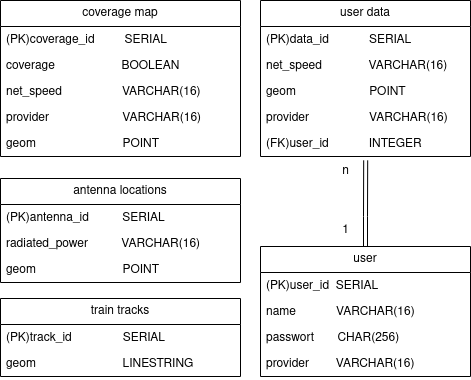 coverage map
(PK)coverage_id SERIAL
coverage BOOLEAN
net_speed VARCHAR(16)
provider VARCHAR(16)
geom POINT
user data
(PK)data_id SERIAL
net_speed VARCHAR(16)
geom POINT
provider VARCHAR(16)
(FK)user_id INTEGER
n
1
antenna locations
(PK)antenna_id SERIAL
radiated_power VARCHAR(16)
geom POINT
user
(PK)user_id SERIAL
name VARCHAR(16)
passwort CHAR(256)
provider VARCHAR(16)
train tracks
(PK)track_id SERIAL
geom LINESTRING